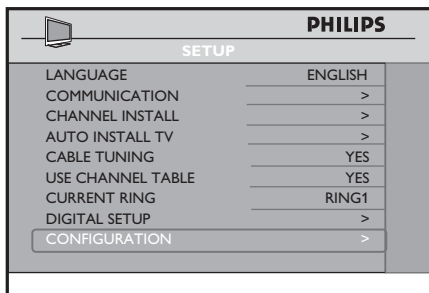 PHILIPS
SETUP
LANGUAGE ENGLISH
COMMUNICATION >
CHANNEL INSTALL >
AUTO INSTALL TV >
CABLE TUNING YES
USE CHANNEL TABLE YES
CURRENT RING RING1
DIGITAL SETUP >
CONFIGURATION >